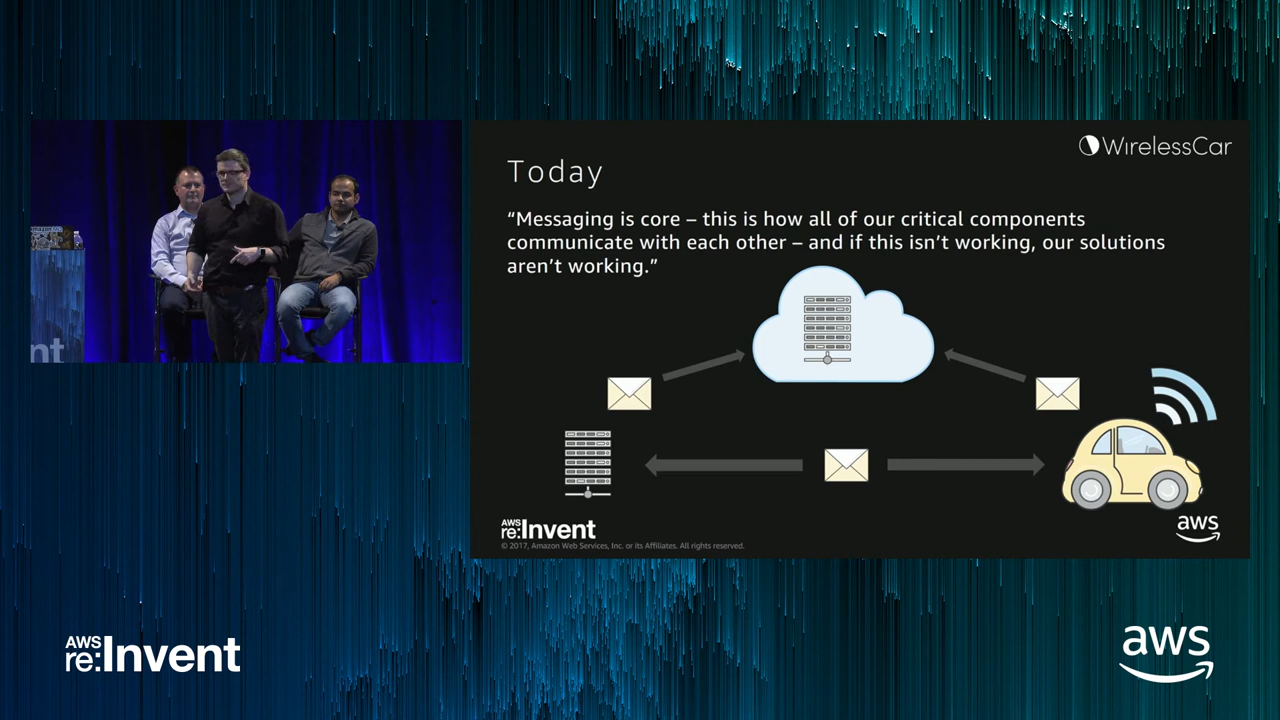 WirelessCar
Today
“Messaging is core – this is how all of our critical components
communicate with each other – and if this isn’t working, our solutions
aren’t working.”
AWS
re:Invent
© 2017, Amazon Web Services, Inc. or its Affiliates. All rights reserved.
aws
nt
AWS
re:Invent
aws